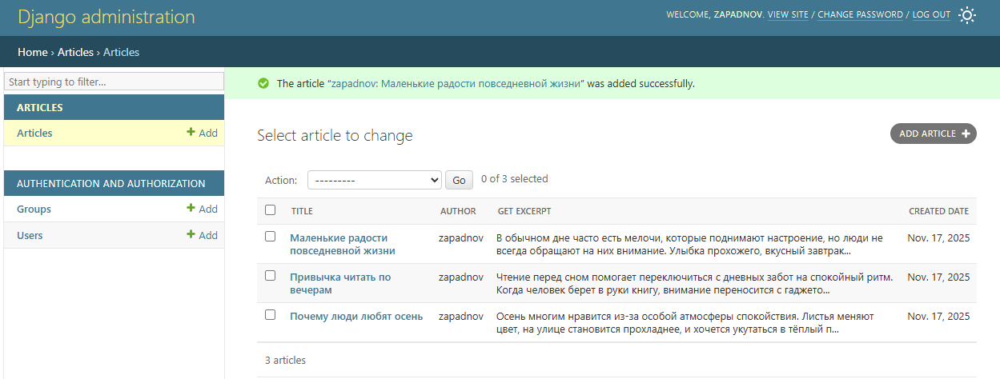 Django administration
WELCOME, ZAPADNOV. VIEW SITE / CHANGE PASSWORD / LOG OUT
Home › Articles › Articles
Start typing to filter...
ARTICLES
Articles + Add
AUTHENTICATION AND AUTHORIZATION
Groups + Add
Users + Add
The article “zapadnov: Маленькие радости повседневной жизни” was added successfully.
Select article to change
ADD ARTICLE +
Action: --------- Go 0 of 3 selected
TITLE AUTHOR GET EXCERPT CREATED DATE
Маленькие радости zapadnov В обычном дне часто есть мелочи, которые поднимают настроение, но люди не Nov. 17, 2025
повседневной жизни всегда обращают на них внимание. Улыбка прохожего, вкусный завтрак...
Привычка читать по zapadnov Чтение перед сном помогает переключиться с дневных забот на спокойный ритм. Nov. 17, 2025
вечерам Когда человек берет в руки книгу, внимание переносится с гаджето...
Почему люди любят осень zapadnov Осень многим нравится из-за особой атмосферы спокойствия. Листья меняют Nov. 17, 2025
цвет, на улице становится прохладнее, и хочется укутаться в тёплый п...
3 articles